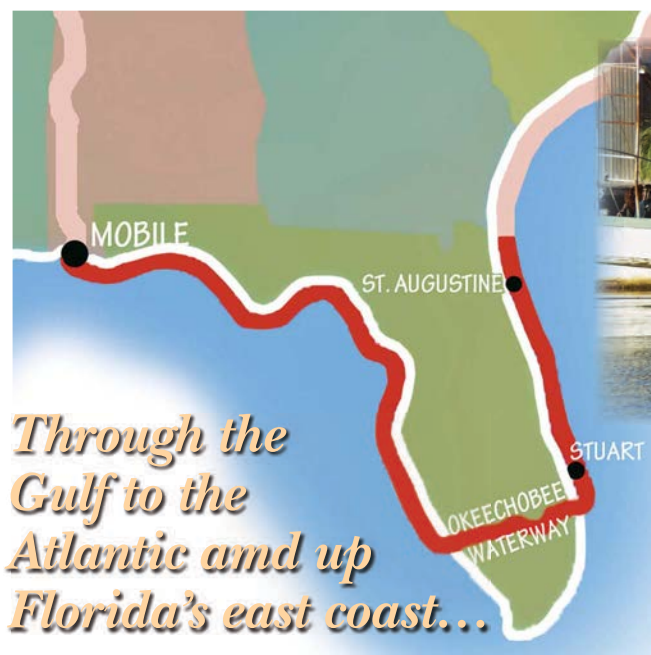 MOBILE
ST. AUGUSTINE
STUART
OKEECHOBEE
WATERWAY
Through the
Gulf to the
Atlantic amd up
Florida's east coast...